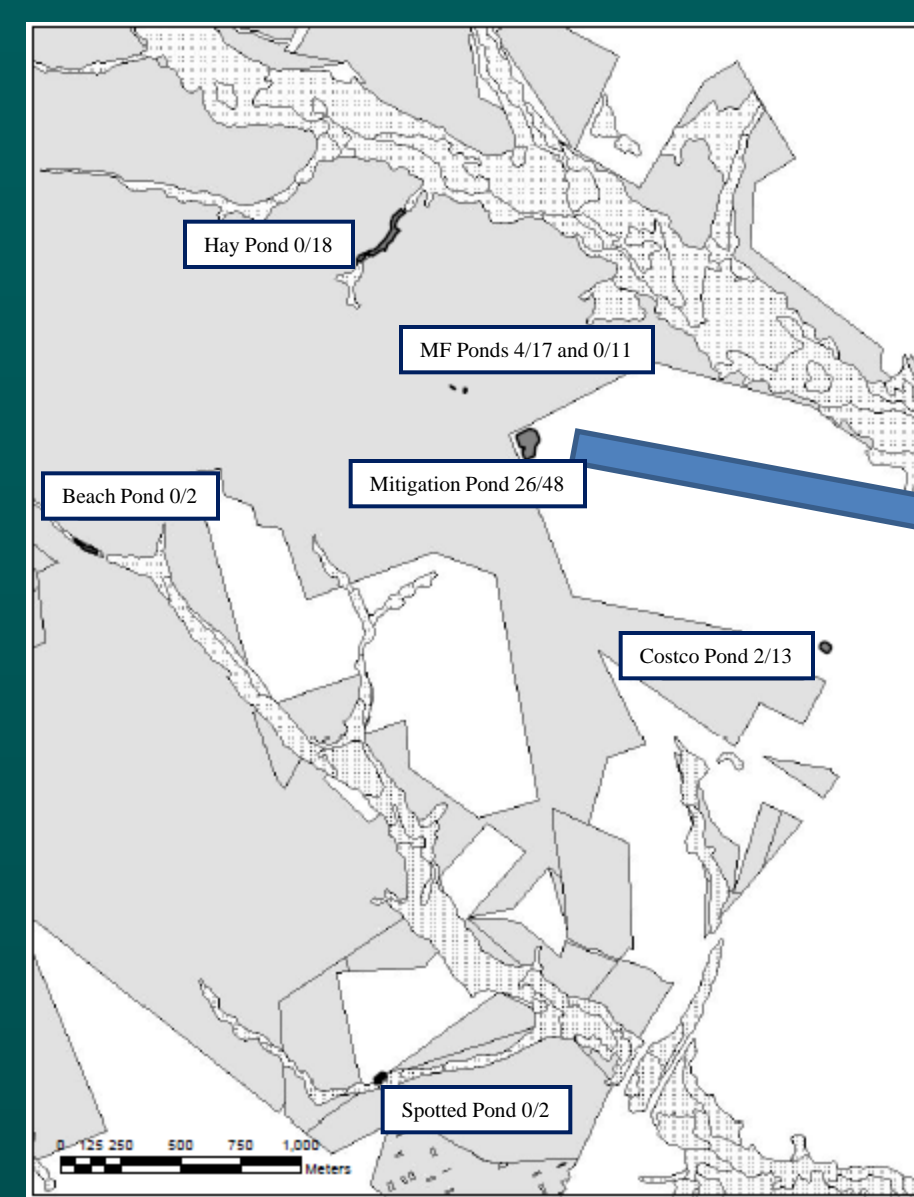 Hay Pond 0/18
MF Ponds 4/17 and 0/11
Mitigation Pond 26/48
Beach Pond 0/2
Costco Pond 2/13
Spotted Pond 0/2
0 125 250 500 750 1,000
Meters